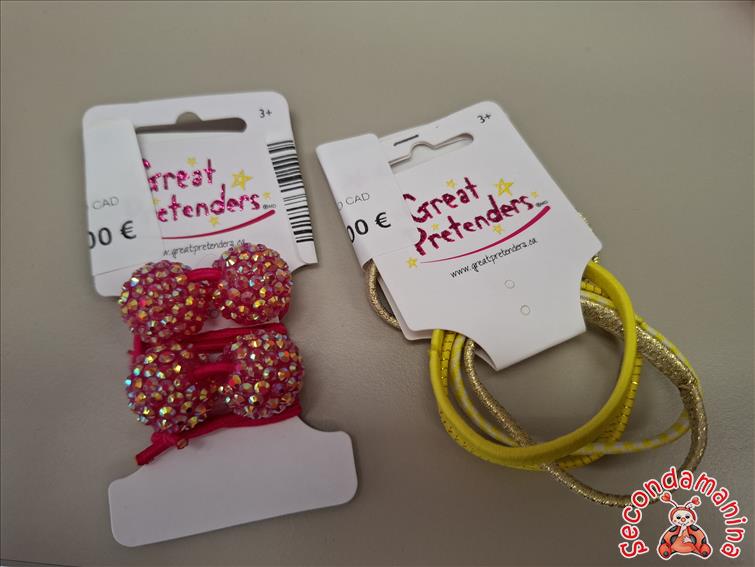 3+
CAD
00 €
Great
Pretenders
www.greatpretenders.ca
3+
CAD
00 €
Great
Pretenders
www.greatpretenders.ca
secondamanina